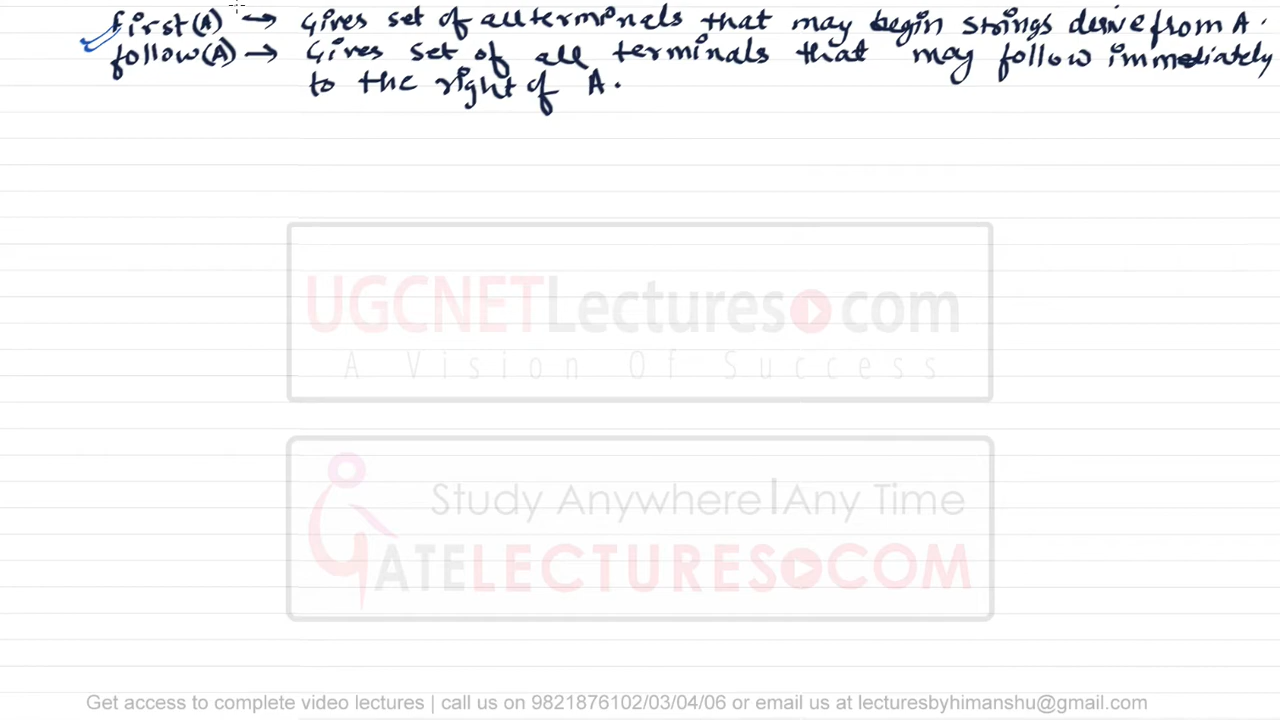 first(A) → Gives set of all terminals that may begin strings derive from A.
follow(A) → Gives set of all terminals that may follow immediately
to the right of A.
UGCNETLectures.com
A Vision Of Success
Study Anywhere|Any Time
GATELECTURES.COM
Get access to complete video lectures | call us on 9821876102/03/04/06 or email us at lecturesbyhimanshu@gmail.com